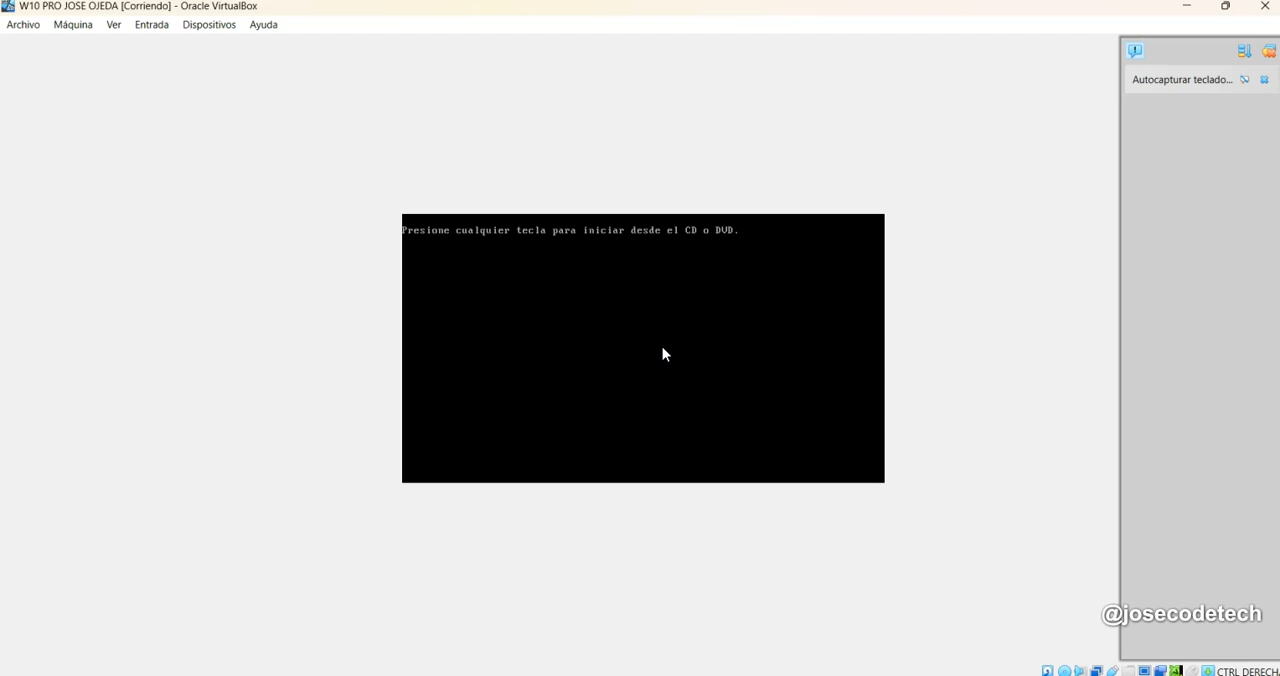 W10 PRO JOSE OJEDA [Corriendo] - Oracle VirtualBox
Archivo Máquina Ver Entrada Dispositivos Ayuda
Autocapturar teclado...
Presione cualquier tecla para iniciar desde el CD o DVD.
@josecodetech
CTRL DERECH